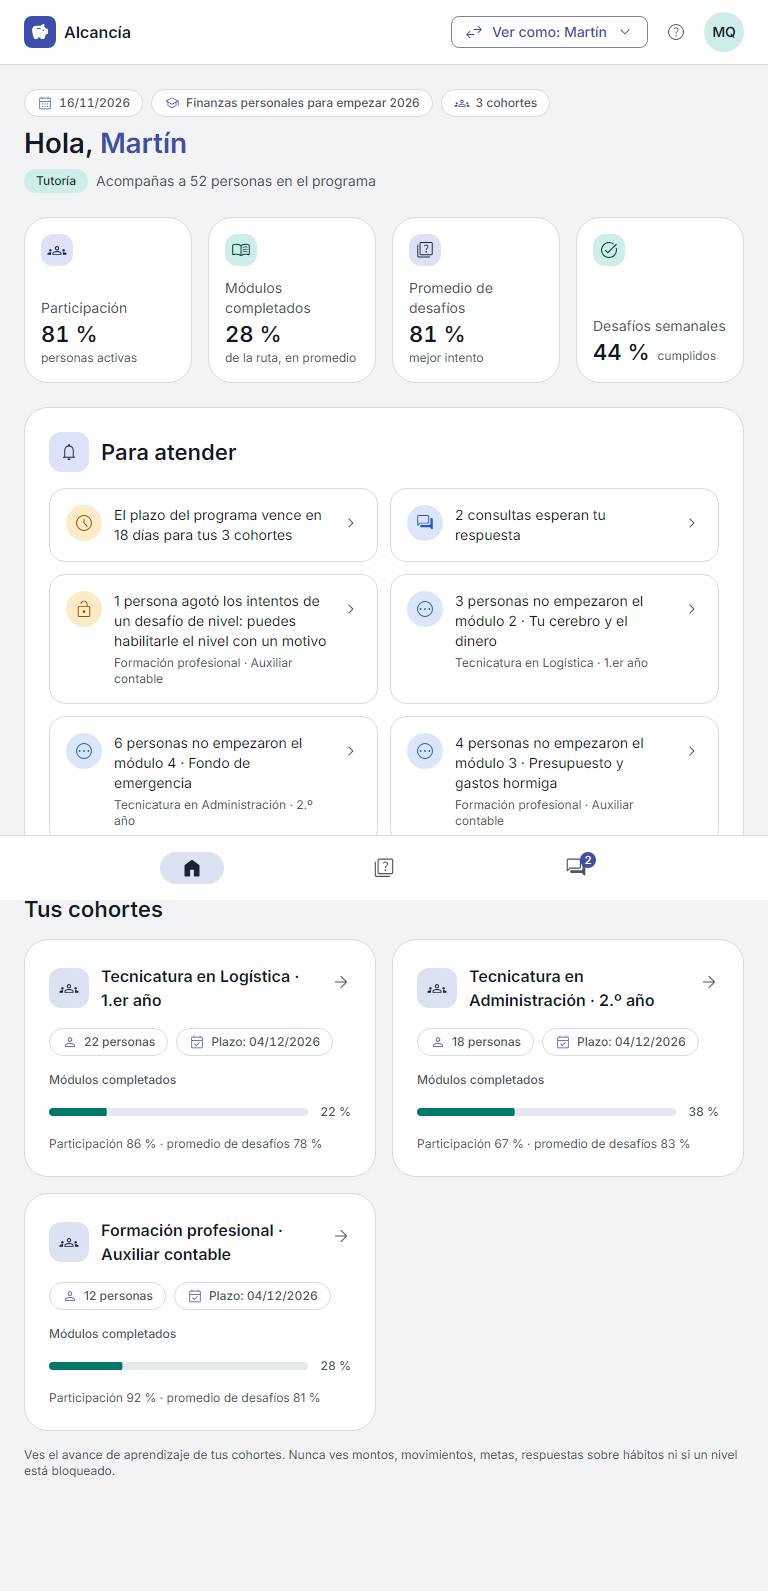 Alcancía
Ver como: Martín
MQ
16/11/2026
Finanzas personales para empezar 2026
3 cohortes
Hola, Martín
Tutoría
Acompañas a 52 personas en el programa
Participación
81 %
personas activas
Módulos
completados
28 %
de la ruta, en promedio
Promedio de
desafíos
81 %
mejor intento
Desafíos semanales
44 % cumplidos
Para atender
El plazo del programa vence en
18 días para tus 3 cohortes
2 consultas esperan tu
respuesta
1 persona agotó los intentos de
un desafío de nivel: puedes
habilitarle el nivel con un motivo
Formación profesional · Auxiliar
contable
3 personas no empezaron el
módulo 2 · Tu cerebro y el
dinero
Tecnicatura en Logística · 1.er año
6 personas no empezaron el
módulo 4 · Fondo de
emergencia
Tecnicatura en Administración · 2.º
año
4 personas no empezaron el
módulo 3 · Presupuesto y
gastos hormiga
Formación profesional · Auxiliar
contable
2
Tus cohortes
Tecnicatura en Logística ·
1.er año
22 personas
Plazo: 04/12/2026
Módulos completados
22 %
Participación 86 % · promedio de desafíos 78 %
Tecnicatura en
Administración · 2.º año
18 personas
Plazo: 04/12/2026
Módulos completados
38 %
Participación 67 % · promedio de desafíos 83 %
Formación profesional ·
Auxiliar contable
12 personas
Plazo: 04/12/2026
Módulos completados
28 %
Participación 92 % · promedio de desafíos 81 %
Ves el avance de aprendizaje de tus cohortes. Nunca ves montos, movimientos, metas, respuestas sobre hábitos ni si un nivel
está bloqueado.